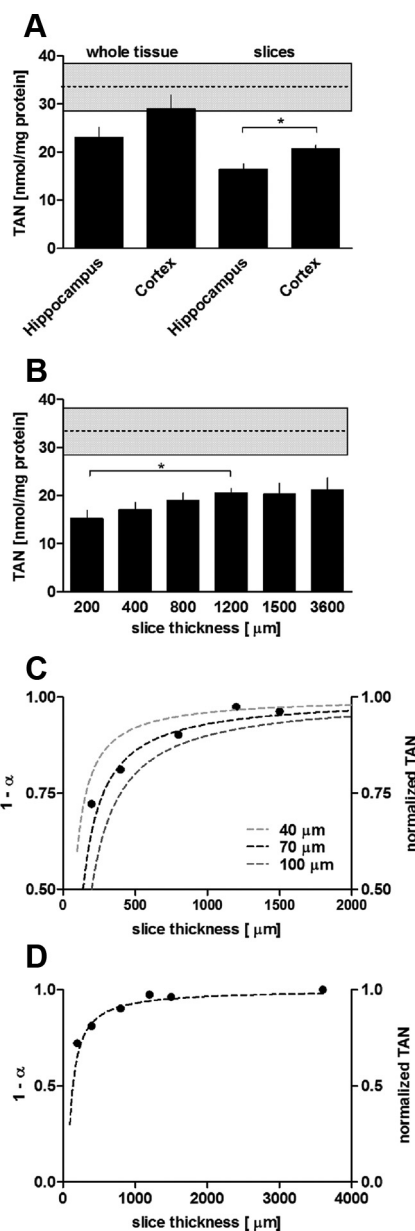 A
whole tissue slices
TAN [nmol/mg protein]
40
30
20
10
0
*
Hippocampus
Cortex
Hippocampus
Cortex
B
TAN [nmol/mg protein]
40
30
20
10
0
*
200 400 800 1200 1500 3600
slice thickness [ μm]
C
1 - α
1.00
0.75
0.50
1.00
0.75
0.50
normalized TAN
40 μm
70 μm
100 μm
0 500 1000 1500 2000
slice thickness [ μm]
D
1 - α
1.0
0.5
0.0
1.0
0.5
0.0
normalized TAN
0 1000 2000 3000 4000
slice thickness [ μm]